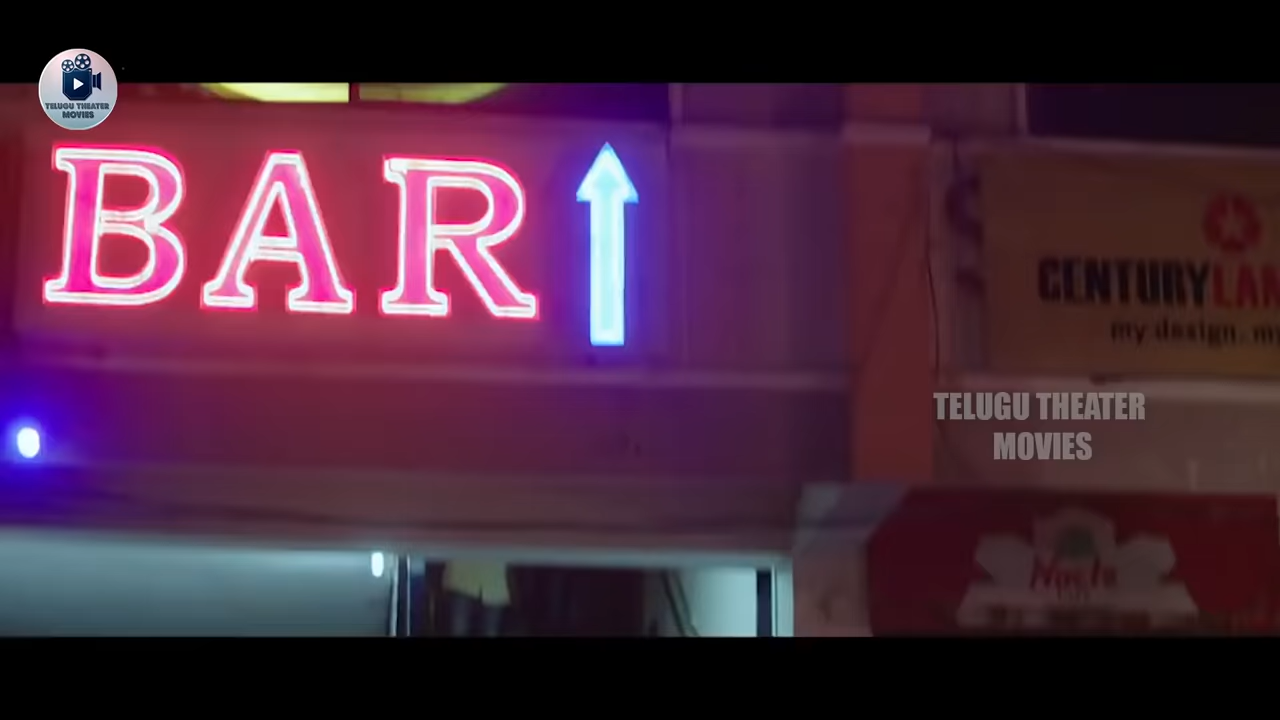 TELUGU THEATER
MOVIES
BAR
CENTURYLA
my design. my
TELUGU THEATER
MOVIES